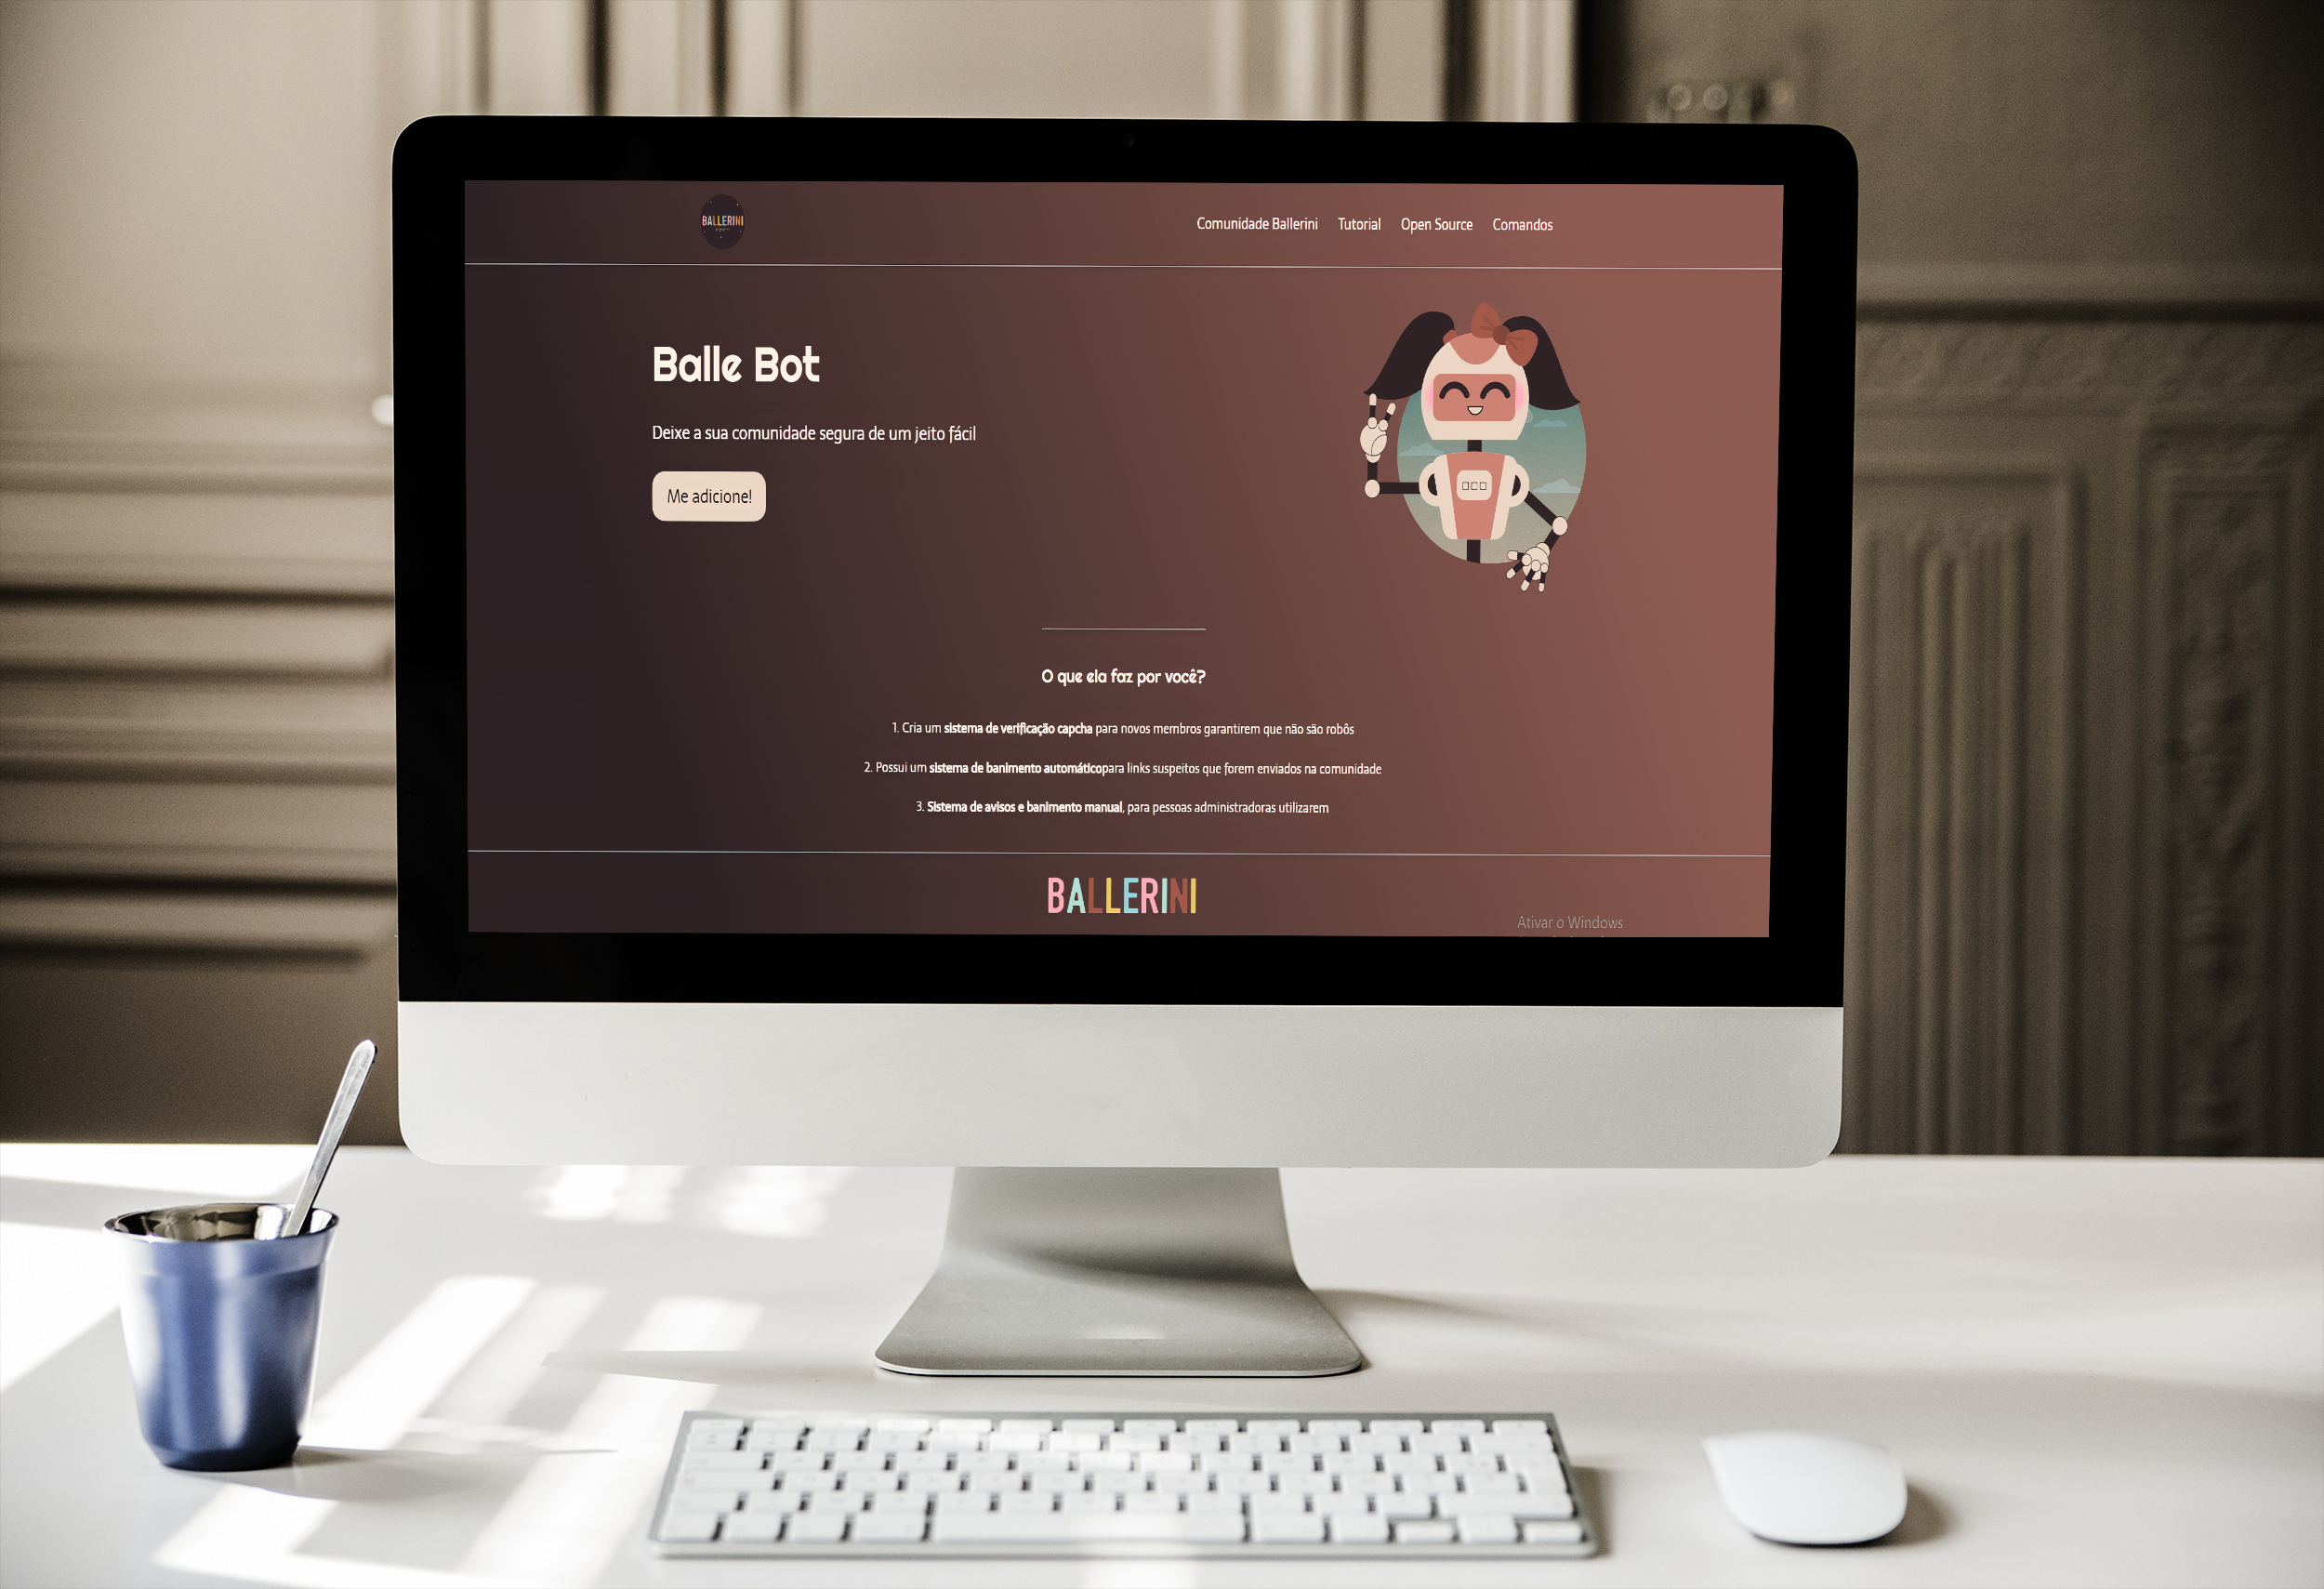 BALLERINI
Comunidade Ballerini Tutorial Open Source Comandos
Balle Bot
Deixe a sua comunidade segura de um jeito fácil
Me adicione!
O que ela faz por você?
1. Cria um sistema de verificação capcha para novos membros garantirem que não são robôs
2. Possui um sistema de banimento automáticopara links suspeitos que forem enviados na comunidade
3. Sistema de avisos e banimento manual, para pessoas administradoras utilizarem
BALLERINI
Ativar o Windows